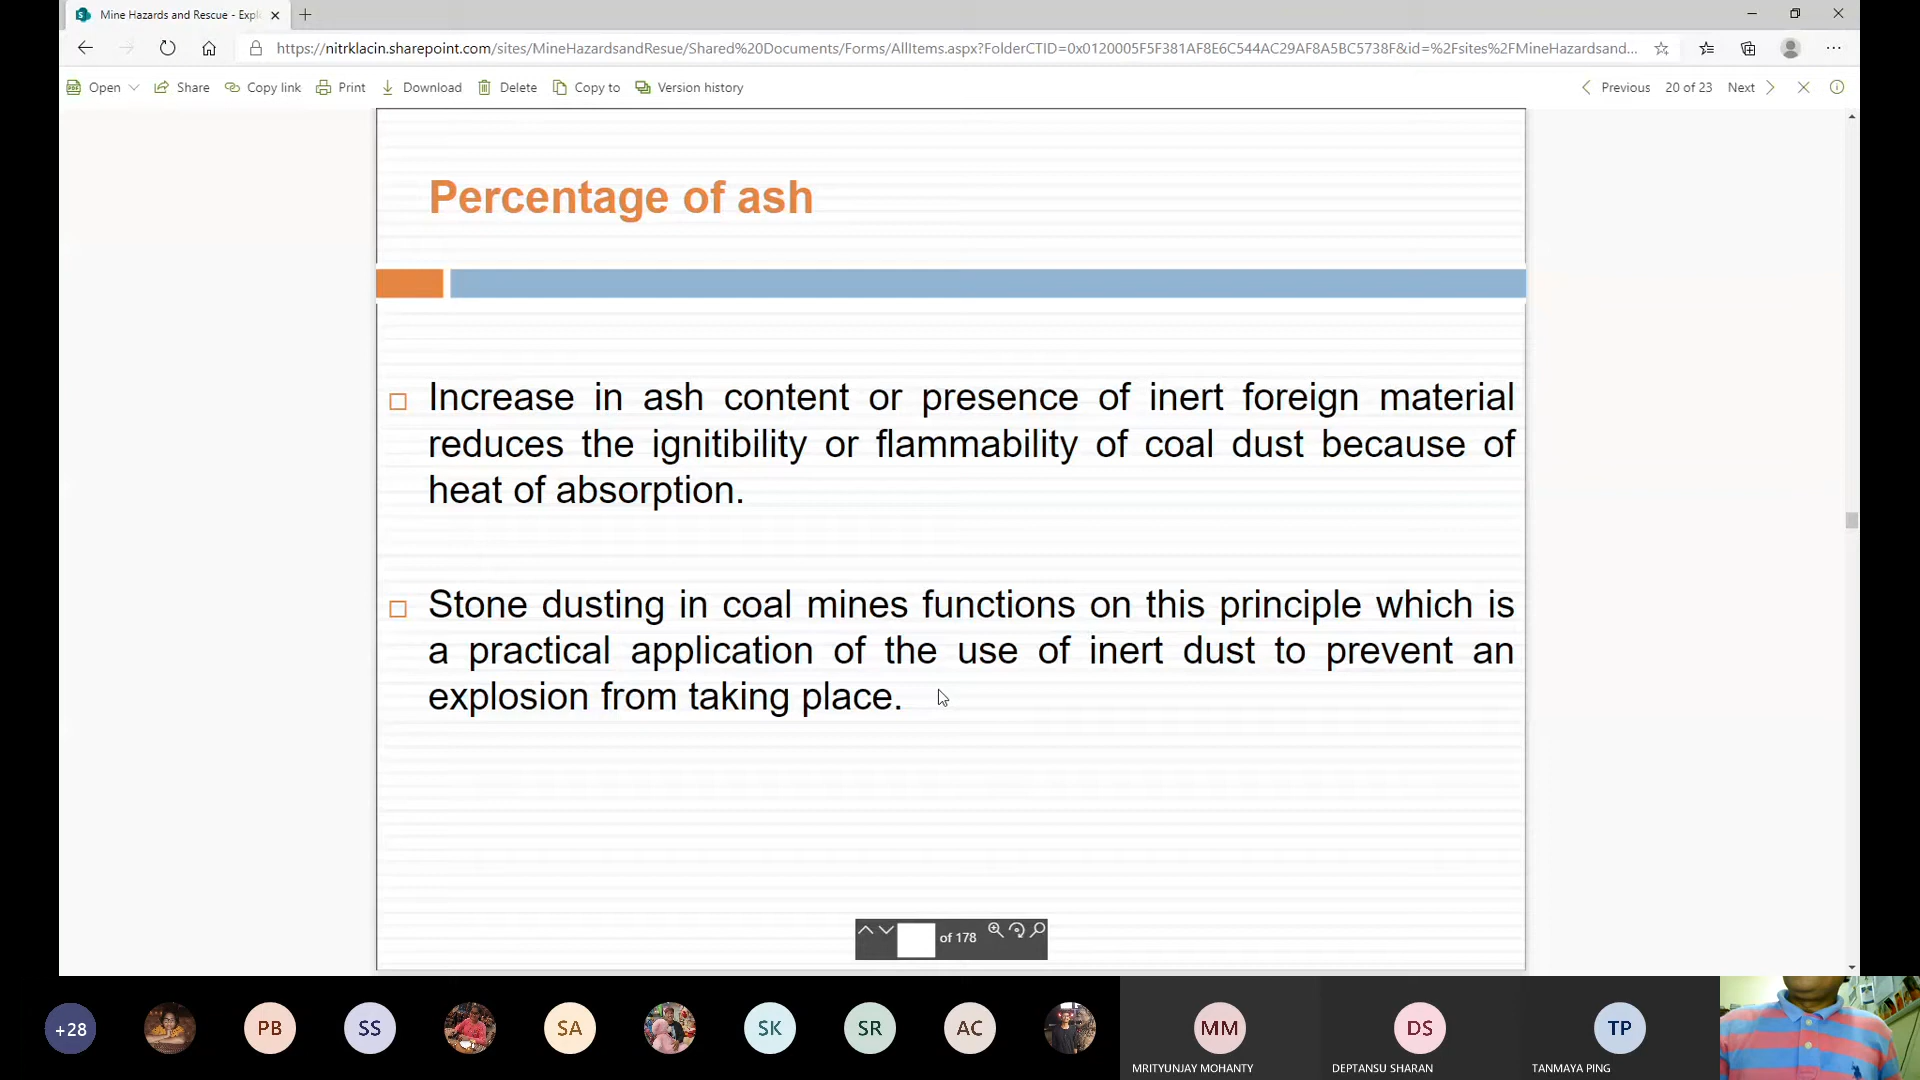 Mine Hazards and Rescue - Expl
https://nitrklacin.sharepoint.com/sites/MineHazardsandResue/Shared%20Documents/Forms/AllItems.aspx?FolderCTID=0x0120005F5F381AF8E6C544AC29AF8A5BC5738F&id=%2Fsites%2FMineHazardsand...
Open Share Copy link Print Download Delete Copy to Version history Previous 20 of 23 Next
Percentage of ash
Increase in ash content or presence of inert foreign material
reduces the ignitibility or flammability of coal dust because of
heat of absorption.
Stone dusting in coal mines functions on this principle which is
a practical application of the use of inert dust to prevent an
explosion from taking place.
of 178
+28 PB SS SA SK SR AC MM DS TP
MRITYUNJAY MOHANTY DEPTANSU SHARAN TANMAYA PING